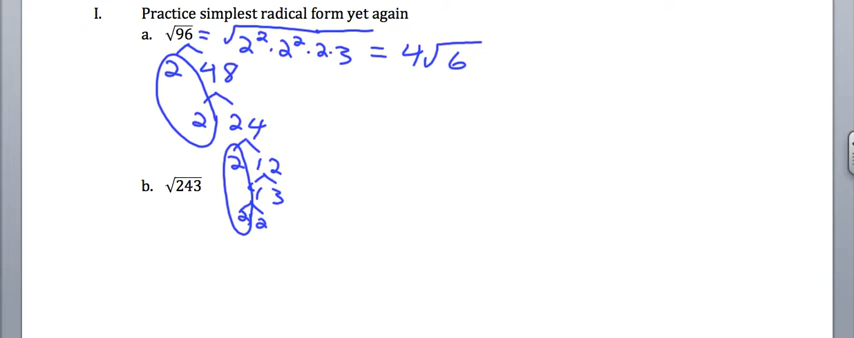 I. Practice simplest radical form yet again
a. √96 = √2²·2²·2·3 = 4√6
2 48
2 24
2 12
4 3
b. √243
2 2